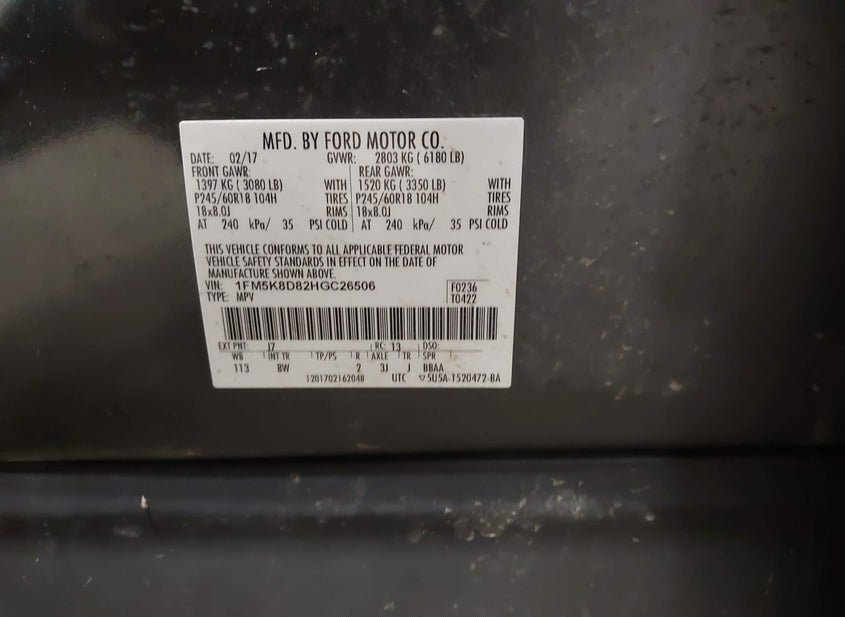 MFD. BY FORD MOTOR CO.
DATE: 02/17 GVWR: 2803 KG ( 6180 LB)
FRONT GAWR: REAR GAWR:
1397 KG ( 3080 LB) WITH 1520 KG ( 3350 LB) WITH
P245/60R18 104H TIRES P245/60R18 104H TIRES
18x8.0J RIMS 18x8.0J RIMS
AT 240 kPa/ 35 PSI COLD AT 240 kPa/ 35 PSI COLD
THIS VEHICLE CONFORMS TO ALL APPLICABLE FEDERAL MOTOR
VEHICLE SAFETY STANDARDS IN EFFECT ON THE DATE OF
MANUFACTURE SHOWN ABOVE.
VIN: 1FM5K8D82HGC26506 F0236
TYPE: MPV T0422
EXT PNT: J7 RC: 13 DSO:
WB INT TR TP/PS R AXLE TR SPR
113 8W 2 3J J BBAA
1201702162048 UTC ▽5U5A-1520472-BA